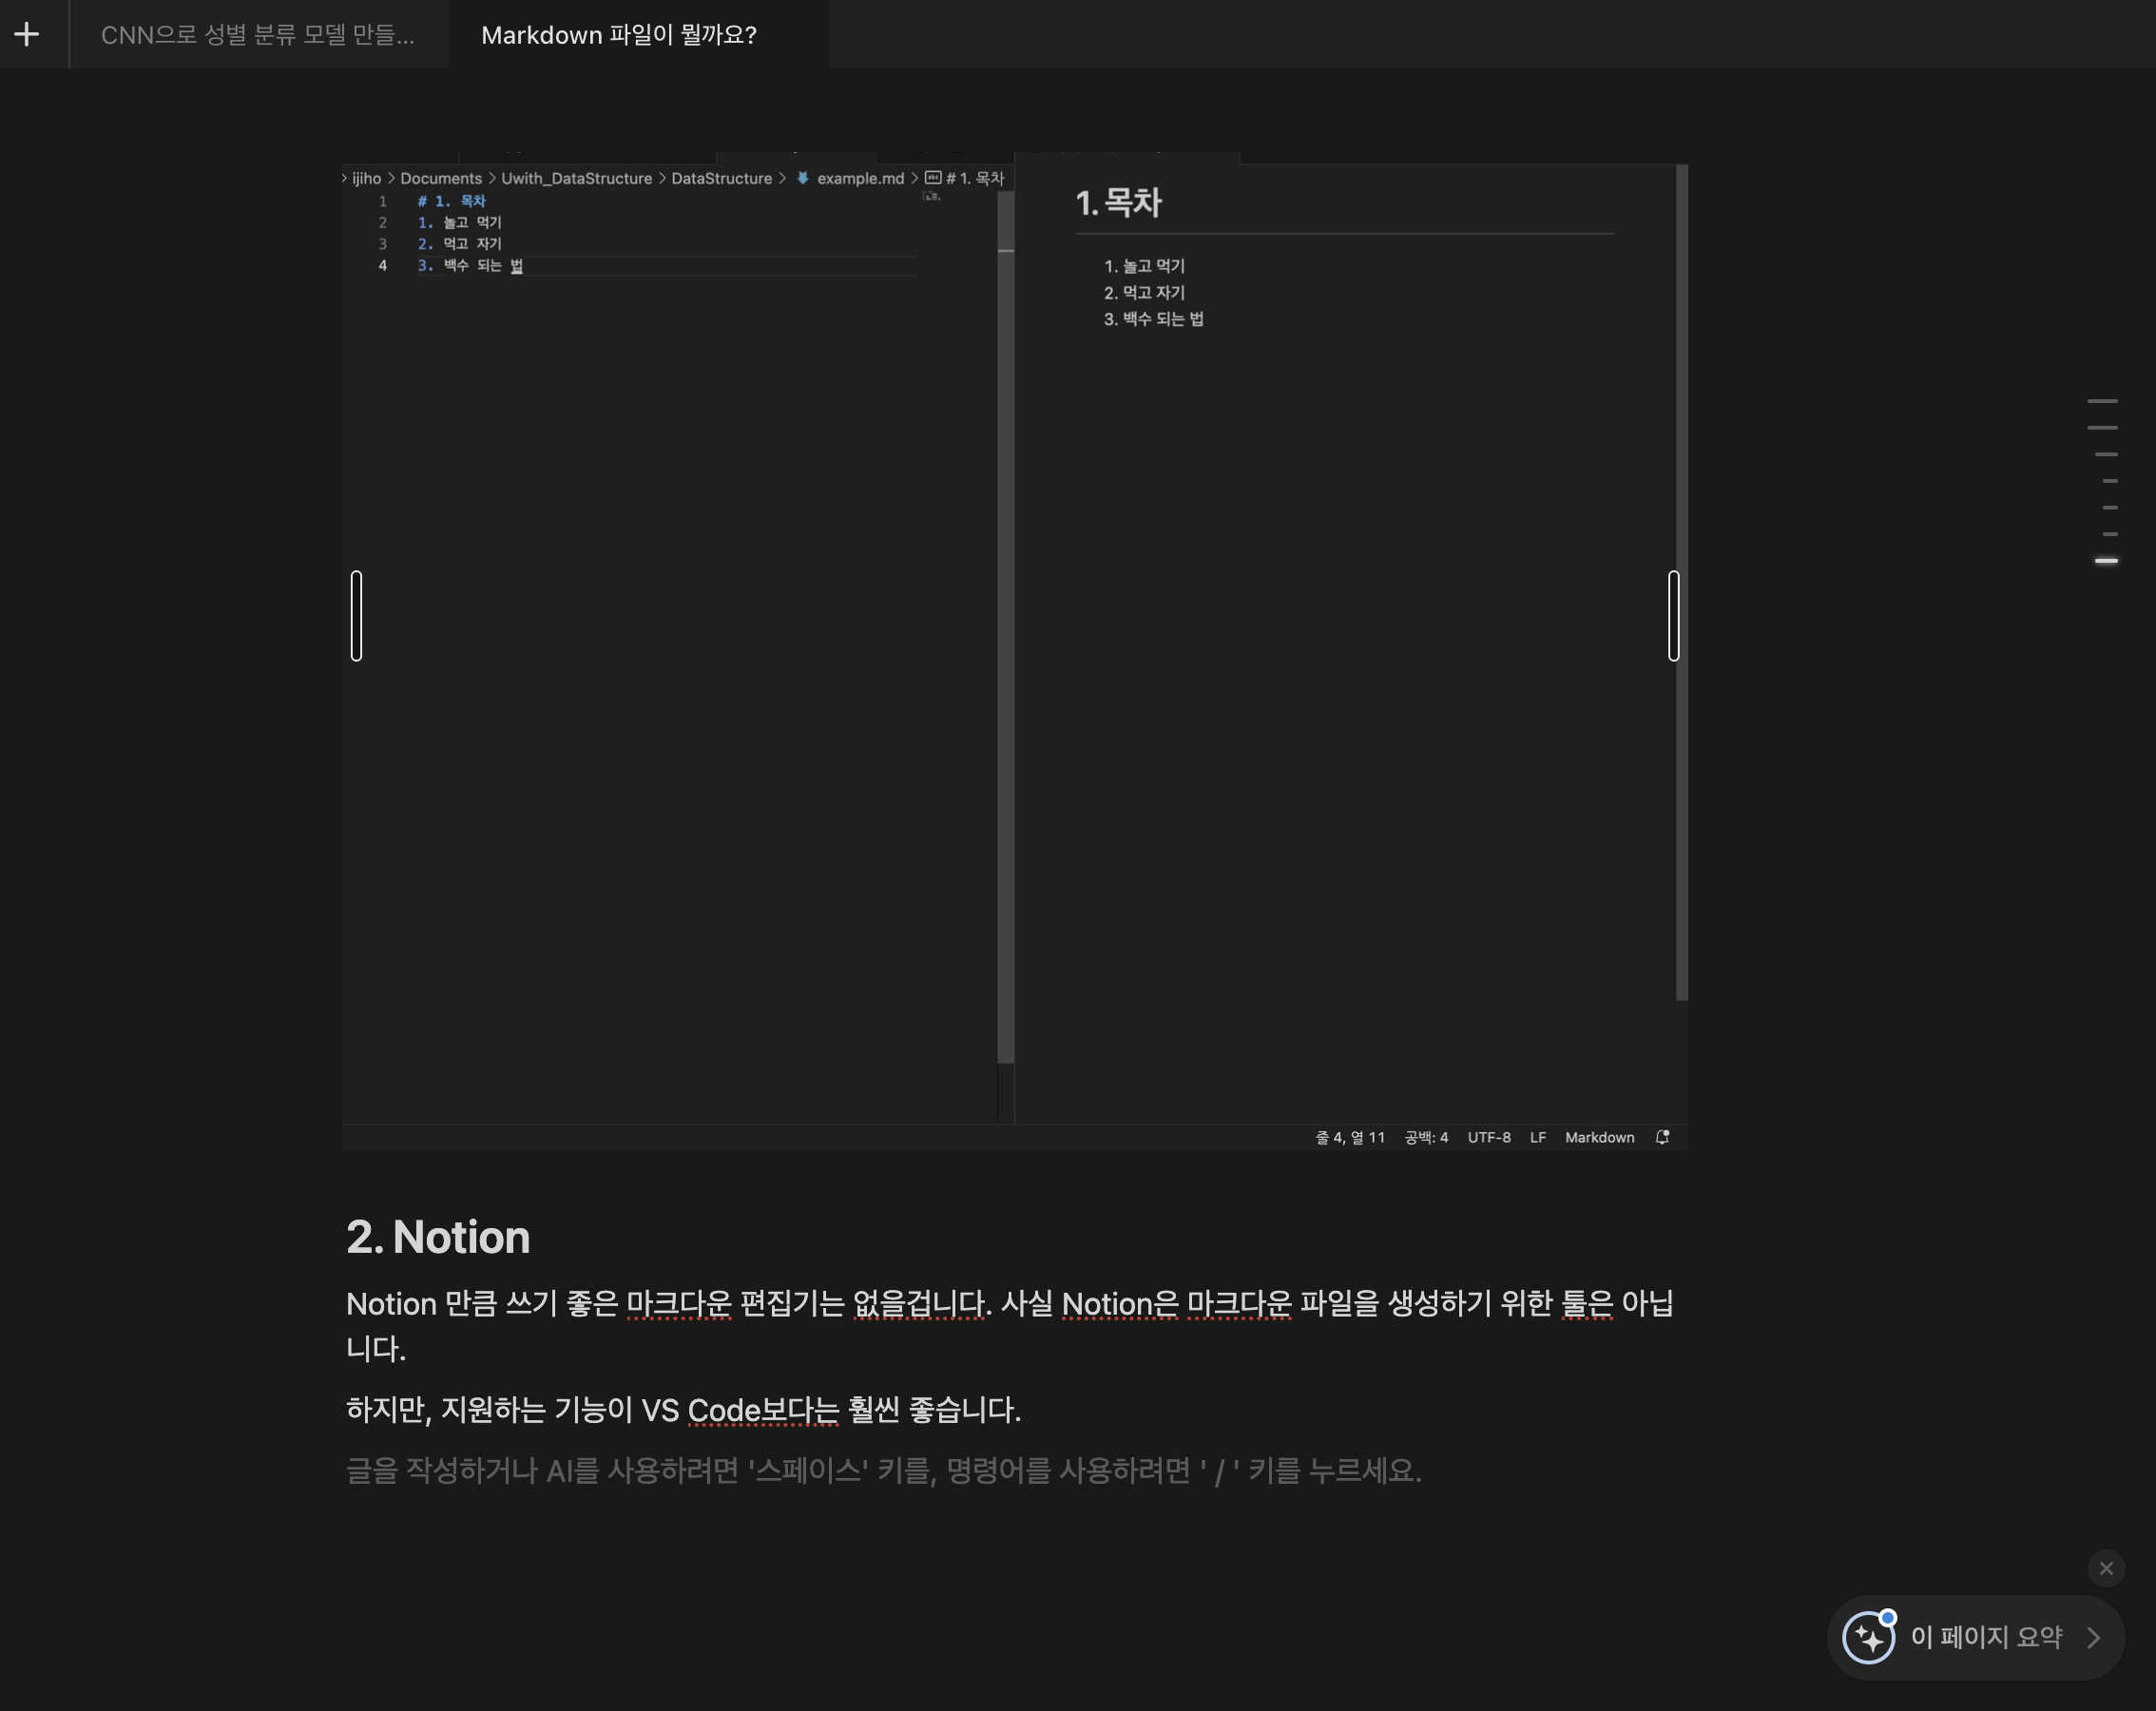 CNN으로 성별 분류 모델 만들...
Markdown 파일이 뭘까요?
ijiho > Documents > Uwith_DataStructure > DataStructure > example.md > # 1. 목차
1 # 1. 목차
2 1. 놀고 먹기
3 2. 먹고 자기
4 3. 백수 되는 법
1. 목차
1. 놀고 먹기
2. 먹고 자기
3. 백수 되는 법
줄 4, 열 11 공백: 4 UTF-8 LF Markdown
2. Notion
Notion 만큼 쓰기 좋은 마크다운 편집기는 없을겁니다. 사실 Notion은 마크다운 파일을 생성하기 위한 툴은 아닙
니다.
하지만, 지원하는 기능이 VS Code보다는 훨씬 좋습니다.
글을 작성하거나 AI를 사용하려면 '스페이스' 키를, 명령어를 사용하려면 ' / ' 키를 누르세요.
이 페이지 요약